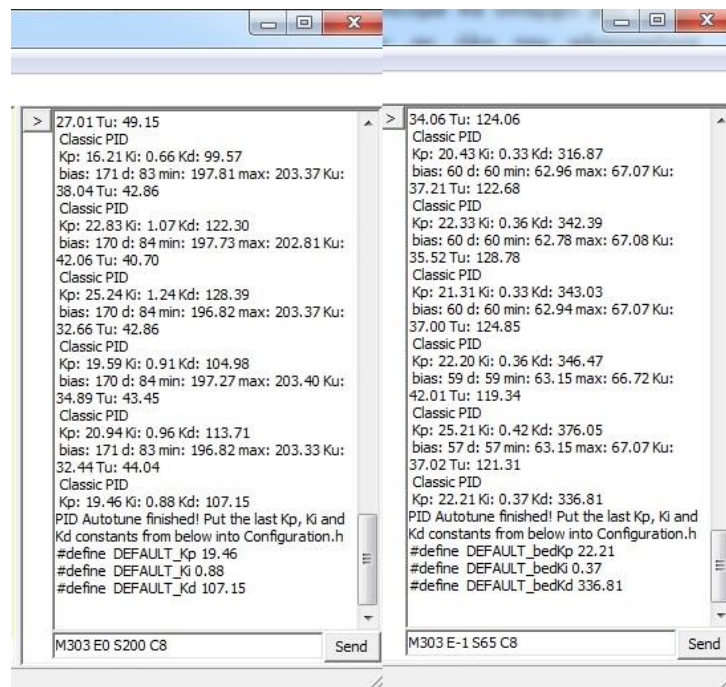 >
27.01 Tu: 49.15
Classic PID
Kp: 16.21 Ki: 0.66 Kd: 99.57
bias: 171 d: 83 min: 197.81 max: 203.37 Ku:
38.04 Tu: 42.86
Classic PID
Kp: 22.83 Ki: 1.07 Kd: 122.30
bias: 170 d: 84 min: 197.73 max: 202.81 Ku:
42.06 Tu: 40.70
Classic PID
Kp: 25.24 Ki: 1.24 Kd: 128.39
bias: 170 d: 84 min: 196.82 max: 203.37 Ku:
32.66 Tu: 42.86
Classic PID
Kp: 19.59 Ki: 0.91 Kd: 104.98
bias: 170 d: 84 min: 197.27 max: 203.40 Ku:
34.89 Tu: 43.45
Classic PID
Kp: 20.94 Ki: 0.96 Kd: 113.71
bias: 171 d: 83 min: 196.82 max: 203.33 Ku:
32.44 Tu: 44.04
Classic PID
Kp: 19.46 Ki: 0.88 Kd: 107.15
PID Autotune finished! Put the last Kp, Ki and
Kd constants from below into Configuration.h
#define DEFAULT_Kp 19.46
#define DEFAULT_Ki 0.88
#define DEFAULT_Kd 107.15
M303 E0 S200 C8
Send
>
34.06 Tu: 124.06
Classic PID
Kp: 20.43 Ki: 0.33 Kd: 316.87
bias: 60 d: 60 min: 62.96 max: 67.07 Ku:
37.21 Tu: 122.68
Classic PID
Kp: 22.33 Ki: 0.36 Kd: 342.39
bias: 60 d: 60 min: 62.78 max: 67.08 Ku:
35.52 Tu: 128.78
Classic PID
Kp: 21.31 Ki: 0.33 Kd: 343.03
bias: 60 d: 60 min: 62.94 max: 67.07 Ku:
37.00 Tu: 124.85
Classic PID
Kp: 22.20 Ki: 0.36 Kd: 346.47
bias: 59 d: 59 min: 63.15 max: 66.72 Ku:
42.01 Tu: 119.34
Classic PID
Kp: 25.21 Ki: 0.42 Kd: 376.05
bias: 57 d: 57 min: 63.15 max: 67.07 Ku:
37.02 Tu: 121.31
Classic PID
Kp: 22.21 Ki: 0.37 Kd: 336.81
PID Autotune finished! Put the last Kp, Ki and
Kd constants from below into Configuration.h
#define DEFAULT_bedKp 22.21
#define DEFAULT_bedKi 0.37
#define DEFAULT_bedKd 336.81
M303 E-1 S65 C8
Send